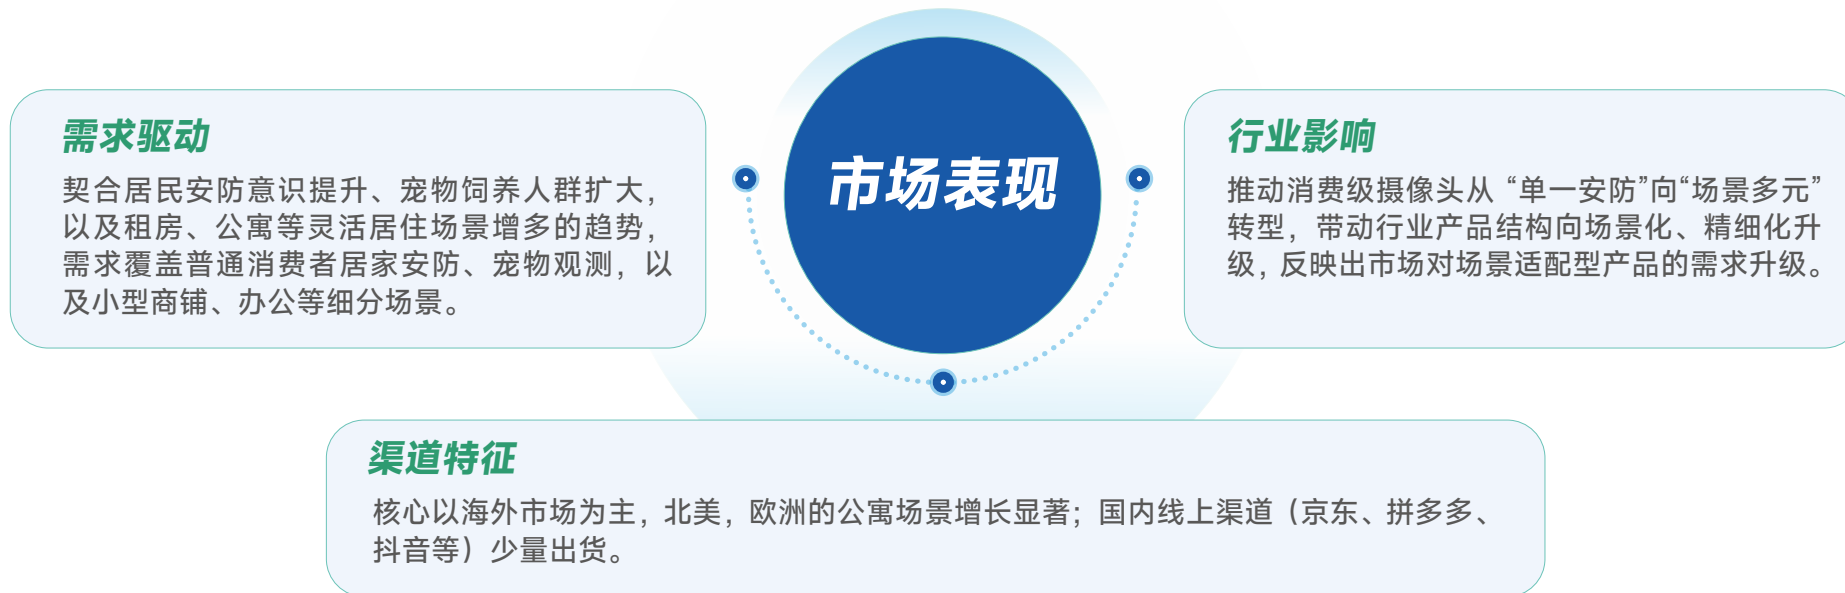 市场表现
需求驱动
契合居民安防意识提升、宠物饲养人群扩大，
以及租房、公寓等灵活居住场景增多的趋势，
需求覆盖普通消费者居家安防、宠物观测，以
及小型商铺、办公等细分场景。
行业影响
推动消费级摄像头从 “单一安防”向“场景多元”
转型，带动行业产品结构向场景化、精细化升
级，反映出市场对场景适配型产品的需求升级。
渠道特征
核心以海外市场为主，北美，欧洲的公寓场景增长显著；国内线上渠道（京东、拼多多、
抖音等）少量出货。